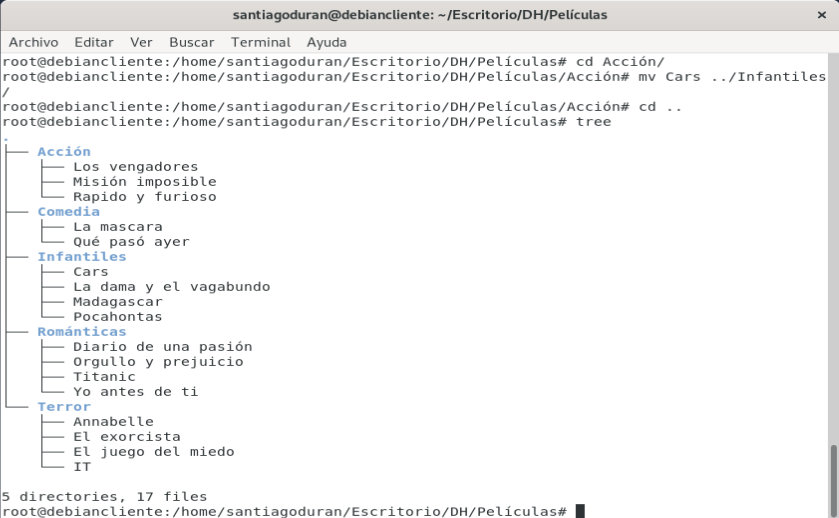 santiagoduran@debiancliente: ~/Escritorio/DH/Películas
Archivo Editar Ver Buscar Terminal Ayuda
root@debiancliente:/home/santiagoduran/Escritorio/DH/Películas# cd Acción/
root@debiancliente:/home/santiagoduran/Escritorio/DH/Películas/Acción# mv Cars ../Infantiles
/
root@debiancliente:/home/santiagoduran/Escritorio/DH/Películas/Acción# cd ..
root@debiancliente:/home/santiagoduran/Escritorio/DH/Películas# tree
.
├── Acción
│   ├── Los vengadores
│   ├── Misión imposible
│   └── Rapido y furioso
├── Comedia
│   ├── La mascara
│   └── Qué pasó ayer
├── Infantiles
│   ├── Cars
│   ├── La dama y el vagabundo
│   ├── Madagascar
│   └── Pocahontas
├── Románticas
│   ├── Diario de una pasión
│   ├── Orgullo y prejuicio
│   ├── Titanic
│   └── Yo antes de ti
└── Terror
    ├── Annabelle
    ├── El exorcista
    ├── El juego del miedo
    └── IT
5 directories, 17 files
root@debiancliente:/home/santiagoduran/Escritorio/DH/Películas#